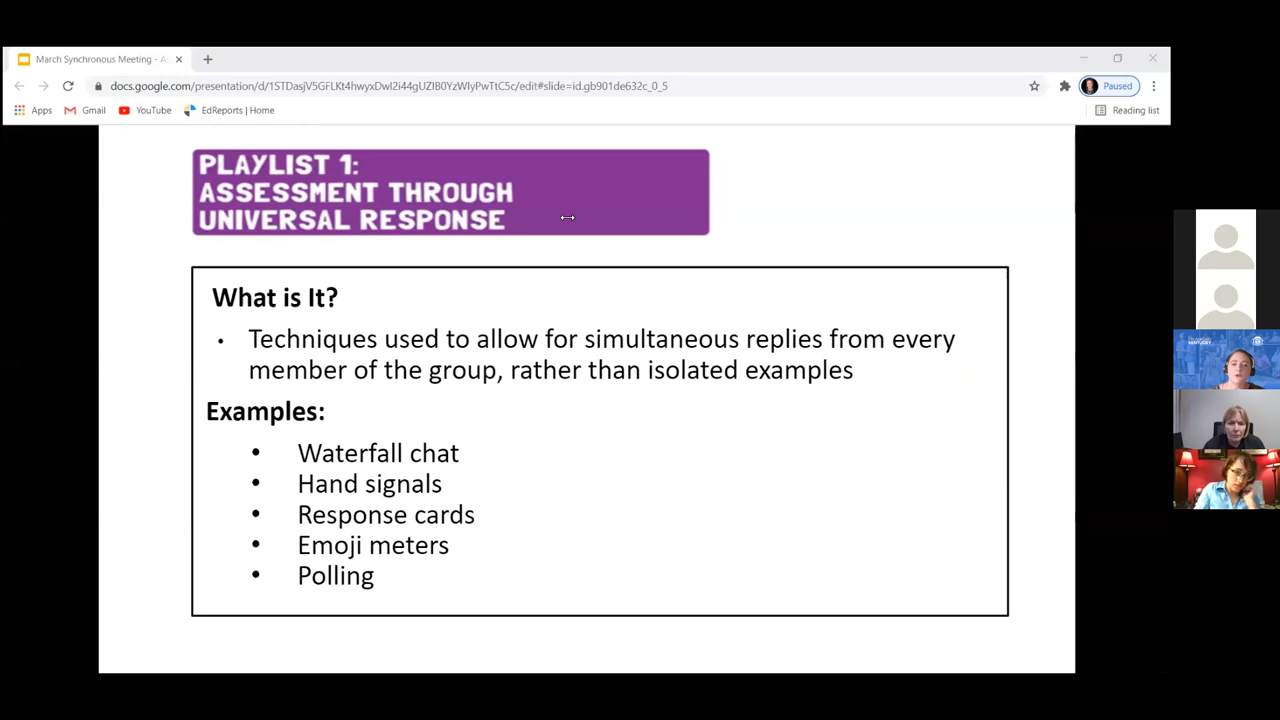 March Synchronous Meeting - A
docs.google.com/presentation/d/1STDasjV5GFLKt4hwyxDwI2i44gUZIB0YzWIyPwTtC5c/edit#slide=id.gb901de632c_0_5
Paused
Apps
Gmail
YouTube
EdReports | Home
Reading list
PLAYLIST 1:
ASSESSMENT THROUGH
UNIVERSAL RESPONSE
What is It?
• Techniques used to allow for simultaneous replies from every
member of the group, rather than isolated examples
Examples:
• Waterfall chat
• Hand signals
• Response cards
• Emoji meters
• Polling
KENTUCKY